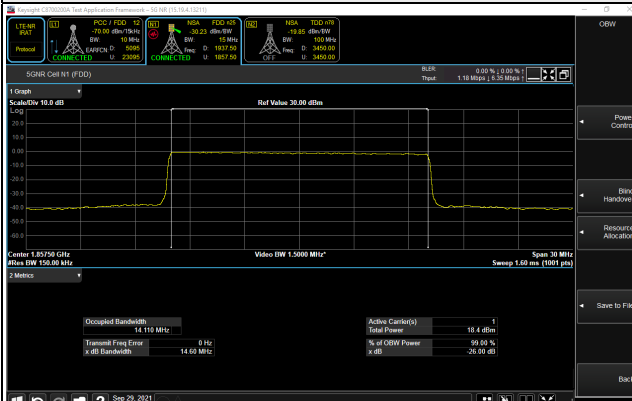 Keysight C8700200A Test Application Framework - 5G NR (15.19.4.13211)
LTE-NR IRAT
Protocol
L1 PCC / FDD 12
-70.00 dBm/15kHz
BW: 10 MHz
EARFCN D: 5095
CONNECTED U: 23095
N1 NSA FDD n25
-30.23 dBm/BW
BW: 15 MHz
Freq: D: 1937.50
CONNECTED U: 1857.50
N2 NSA TDD n78
-19.85 dBm/BW
BW: 100 MHz
Freq: D: 3450.00
OFF U: 3450.00
OBW
5GNR Cell N1 (FDD)
BLER: 0.00 % ↓ 0.00 % ↑
Thput: 1.18 Mbps ↓ 6.35 Mbps ↑
1 Graph
Scale/Div 10.0 dB
Ref Value 30.00 dBm
Log
20.0
10.0
0.00
-10.0
-20.0
-30.0
-40.0
-50.0
-60.0
Center 1.85750 GHz
Video BW 1.5000 MHz*
Span 30 MHz
#Res BW 150.00 kHz
Sweep 1.60 ms (1001 pts)
2 Metrics
Occupied Bandwidth
14.110 MHz
Transmit Freq Error 0 Hz
x dB Bandwidth 14.60 MHz
Active Carrier(s) 1
Total Power 18.4 dBm
% of OBW Power 99.00 %
x dB -26.00 dB
Power
Contro
Blind
Handove
Resource
Allocation
Save to File
Back
Sep 29, 2021